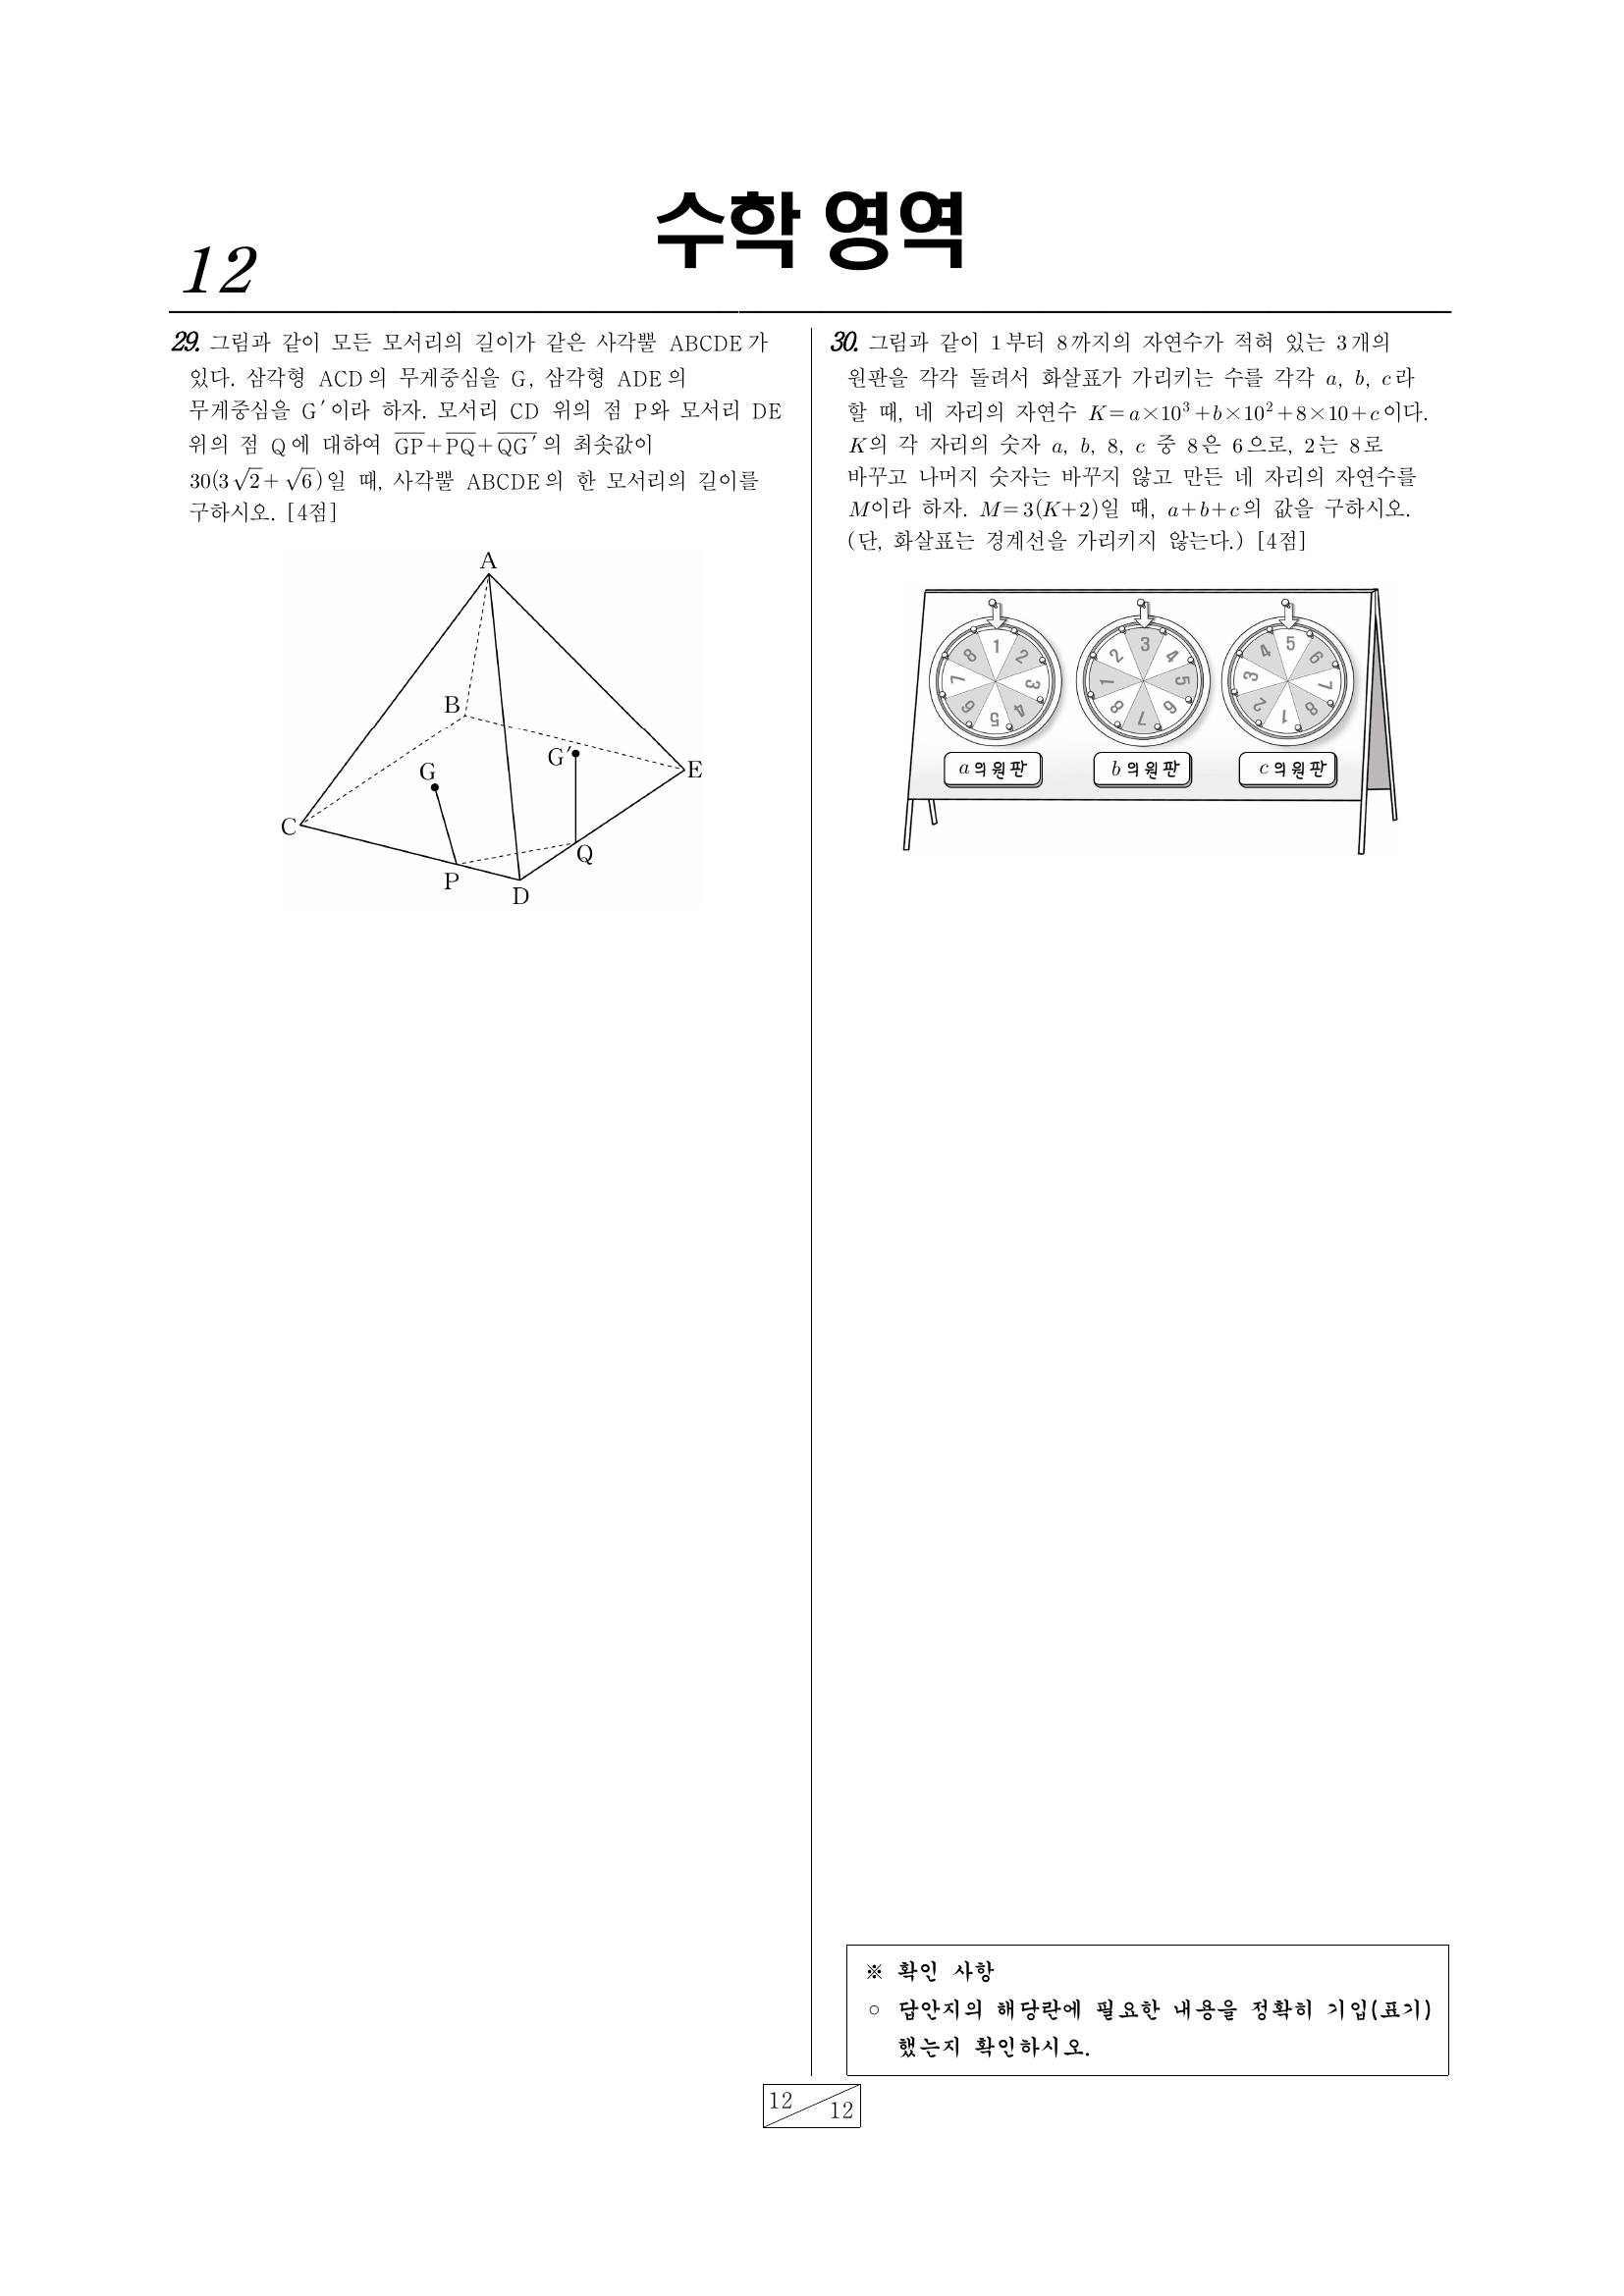 수학 영역
12
29. 그림과 같이 모든 모서리의 길이가 같은 사각뿔 ABCDE가
있다. 삼각형 ACD의 무게중심을 G, 삼각형 ADE의
무게중심을 G′이라 하자. 모서리 CD 위의 점 P와 모서리 DE
위의 점 Q에 대하여 \overline{GP}+\overline{PQ}+\overline{QG′}의 최솟값이
30(3√2+√6)일 때, 사각뿔 ABCDE의 한 모서리의 길이를
구하시오. [4점]
A
B
G′
E
G
C
Q
P
D
30. 그림과 같이 1부터 8까지의 자연수가 적혀 있는 3개의
원판을 각각 돌려서 화살표가 가리키는 수를 각각 a, b, c라
할 때, 네 자리의 자연수 K=a×10³+b×10²+8×10+c이다.
K의 각 자리의 숫자 a, b, 8, c 중 8은 6으로, 2는 8로
바꾸고 나머지 숫자는 바꾸지 않고 만든 네 자리의 자연수를
M이라 하자. M=3(K+2)일 때, a+b+c의 값을 구하시오.
(단, 화살표는 경계선을 가리키지 않는다.) [4점]
1 2 3 4 5 6 7 8
3 4 5 6 7 8 1 2
5 6 7 8 1 2 3 4
a의원판 b의원판 c의원판
※ 확인 사항
○ 답안지의 해당란에 필요한 내용을 정확히 기입(표기)
했는지 확인하시오.
12
12